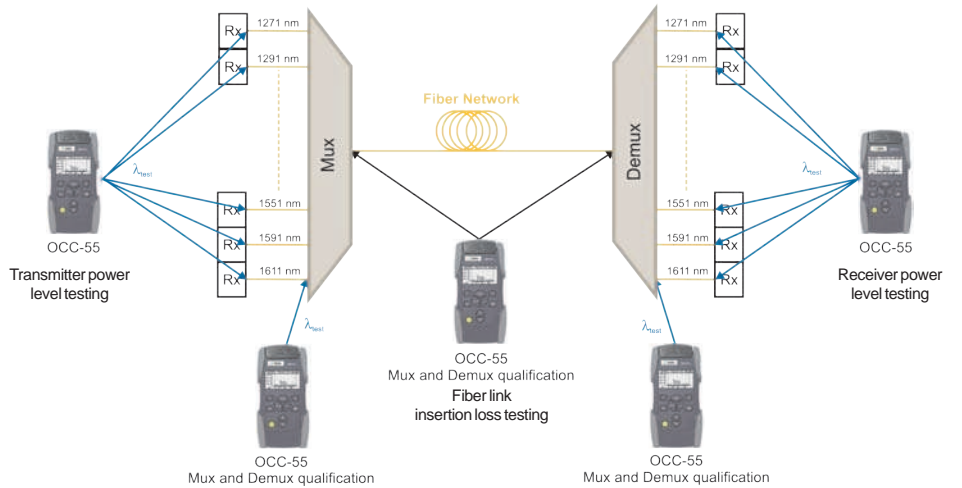 Rx 1271 nm
Rx 1291 nm
Mux
Fiber Network
Demux
1271 nm Rx
1291 nm Rx
λtest
OCC-55
Transmitter power
level testing
Rx 1551 nm
Rx 1591 nm
Rx 1611 nm
λtest
OCC-55
Mux and Demux qualification
OCC-55
Mux and Demux qualification
Fiber link
insertion loss testing
1551 nm Rx
1591 nm Rx
1611 nm Rx
λtest
OCC-55
Receiver power
level testing
λtest
OCC-55
Mux and Demux qualification